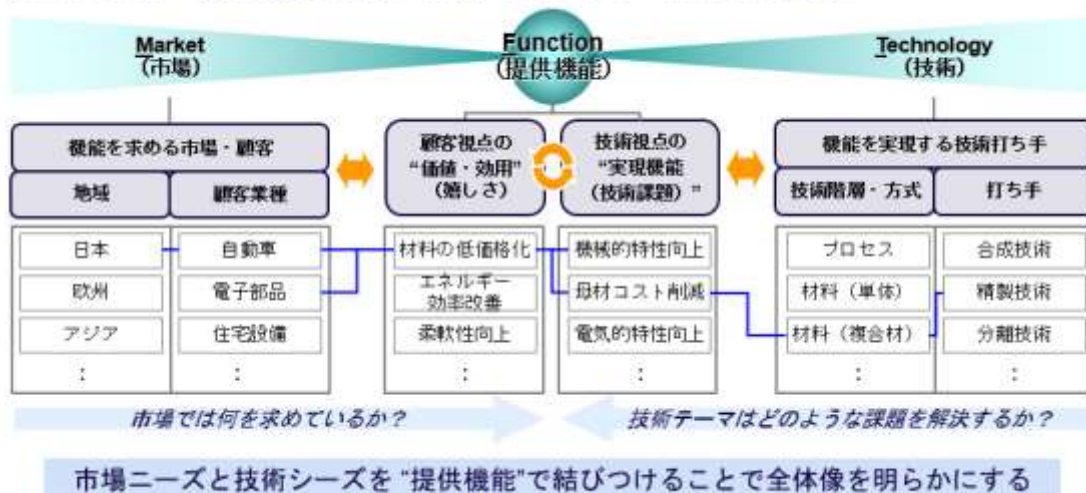 Market
(市場)
Function
(提供機能)
Technology
(技術)
機能を求める市場・顧客
地域
顧客業種
顧客視点の
“価値・効用”
(嬉しさ)
技術視点の
“実現機能
(技術課題)”
機能を実現する技術打ち手
技術階層・方式
打ち手
日本
自動車
材料の低価格化
機械的特性向上
プロセス
合成技術
欧州
電子部品
エネルギー
効率改善
母材コスト削減
材料（単体）
精製技術
アジア
住宅設備
柔軟性向上
電気的特性向上
材料（複合材）
分離技術
：
：
：
：
：
：
市場では何を求めているか？
技術テーマはどのような課題を解決するか？
市場ニーズと技術シーズを “提供機能”で結びつけることで全体像を明らかにする